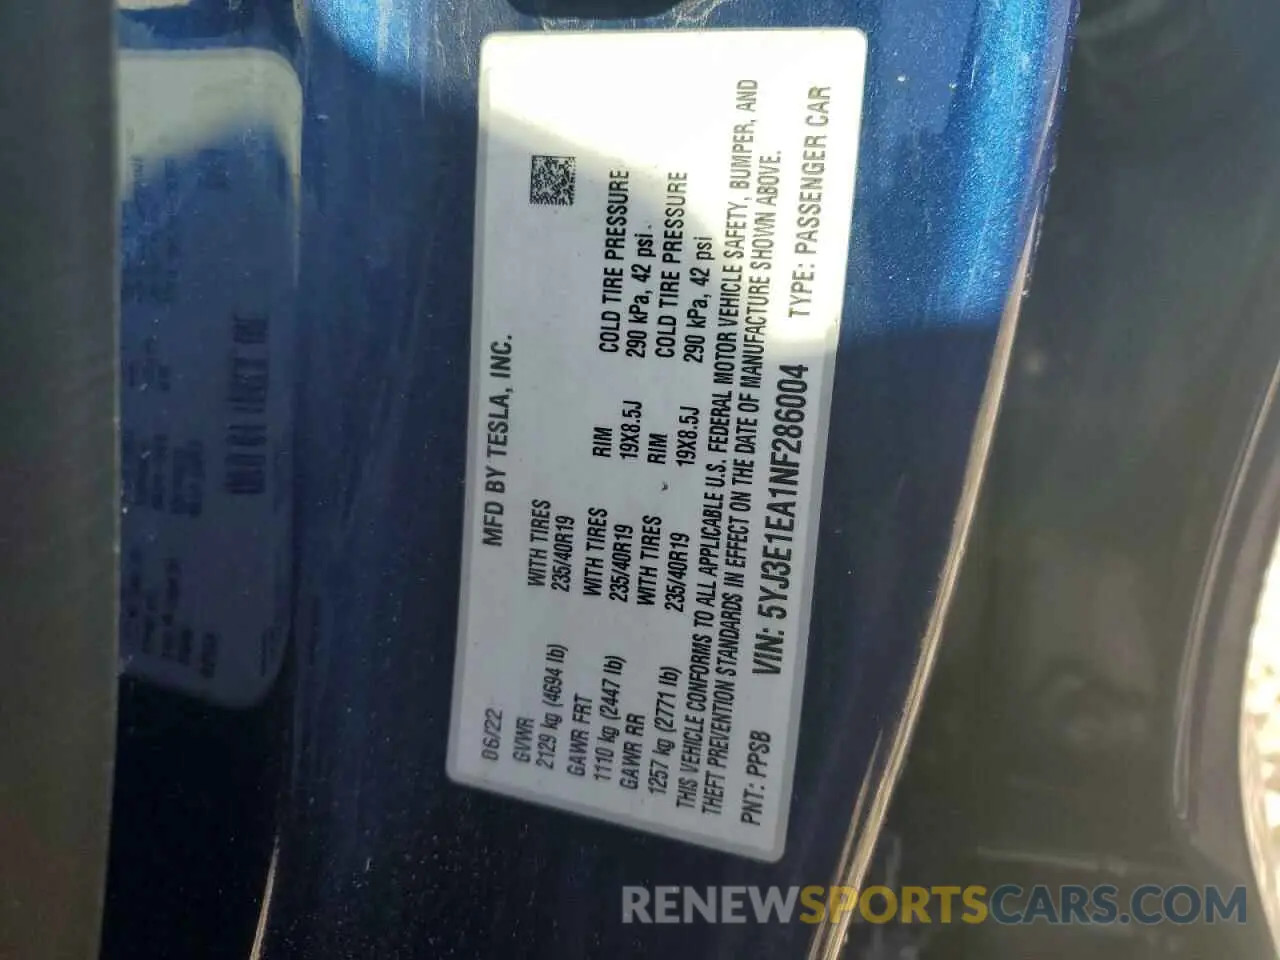 MFD BY TESLA, INC.
06/22
GVWR
2129 kg (4694 lb)
WITH TIRES
235/40R19
GAWR FRT
1110 kg (2447 lb)
WITH TIRES
235/40R19
RIM
19X8.5J
COLD TIRE PRESSURE
290 kPa, 42 psi
GAWR RR
1257 kg (2771 lb)
WITH TIRES
235/40R19
RIM
19X8.5J
COLD TIRE PRESSURE
290 kPa, 42 psi
THIS VEHICLE CONFORMS TO ALL APPLICABLE U.S. FEDERAL MOTOR VEHICLE SAFETY, BUMPER, AND
THEFT PREVENTION STANDARDS IN EFFECT ON THE DATE OF MANUFACTURE SHOWN ABOVE.
PNT: PPSB
VIN: 5YJ3E1EA1NF286004
TYPE: PASSENGER CAR
RENEWSPORTSCARS.COM